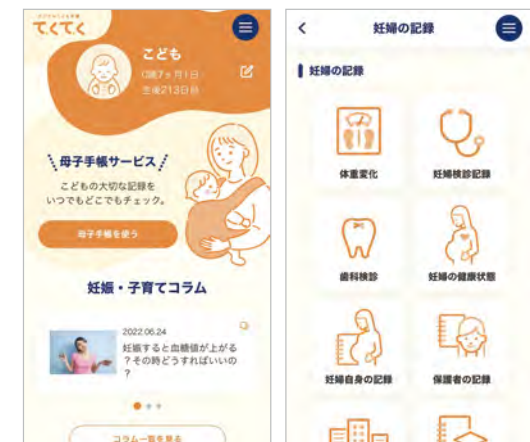 てくてく
こども
0歳7ヶ月1日
生後213日目
母子手帳サービス
こどもの大切な記録を
いつでもどこでもチェック。
母子手帳を使う
妊娠・子育てコラム
2022.06.24
妊娠すると血糖値が上がる
?その時どうすればいいの
?
コラム一覧を見る
妊婦の記録
妊婦の記録
体重変化
妊婦検診記録
歯科検診
妊婦の健康状態
妊婦自身の記録
保護者の記録